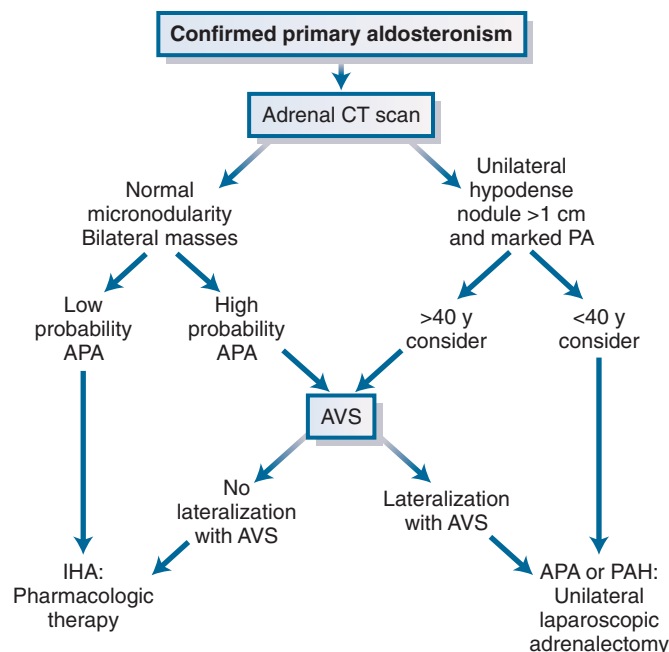 Confirmed primary aldosteronism
Adrenal CT scan
Normal
micronodularity
Bilateral masses
Unilateral
hypodense
nodule >1 cm
and marked PA
Low
probability
APA
High
probability
APA
>40 y
consider
<40 y
consider
AVS
No
lateralization
with AVS
Lateralization
with AVS
IHA:
Pharmacologic
therapy
APA or PAH:
Unilateral
laparoscopic
adrenalectomy